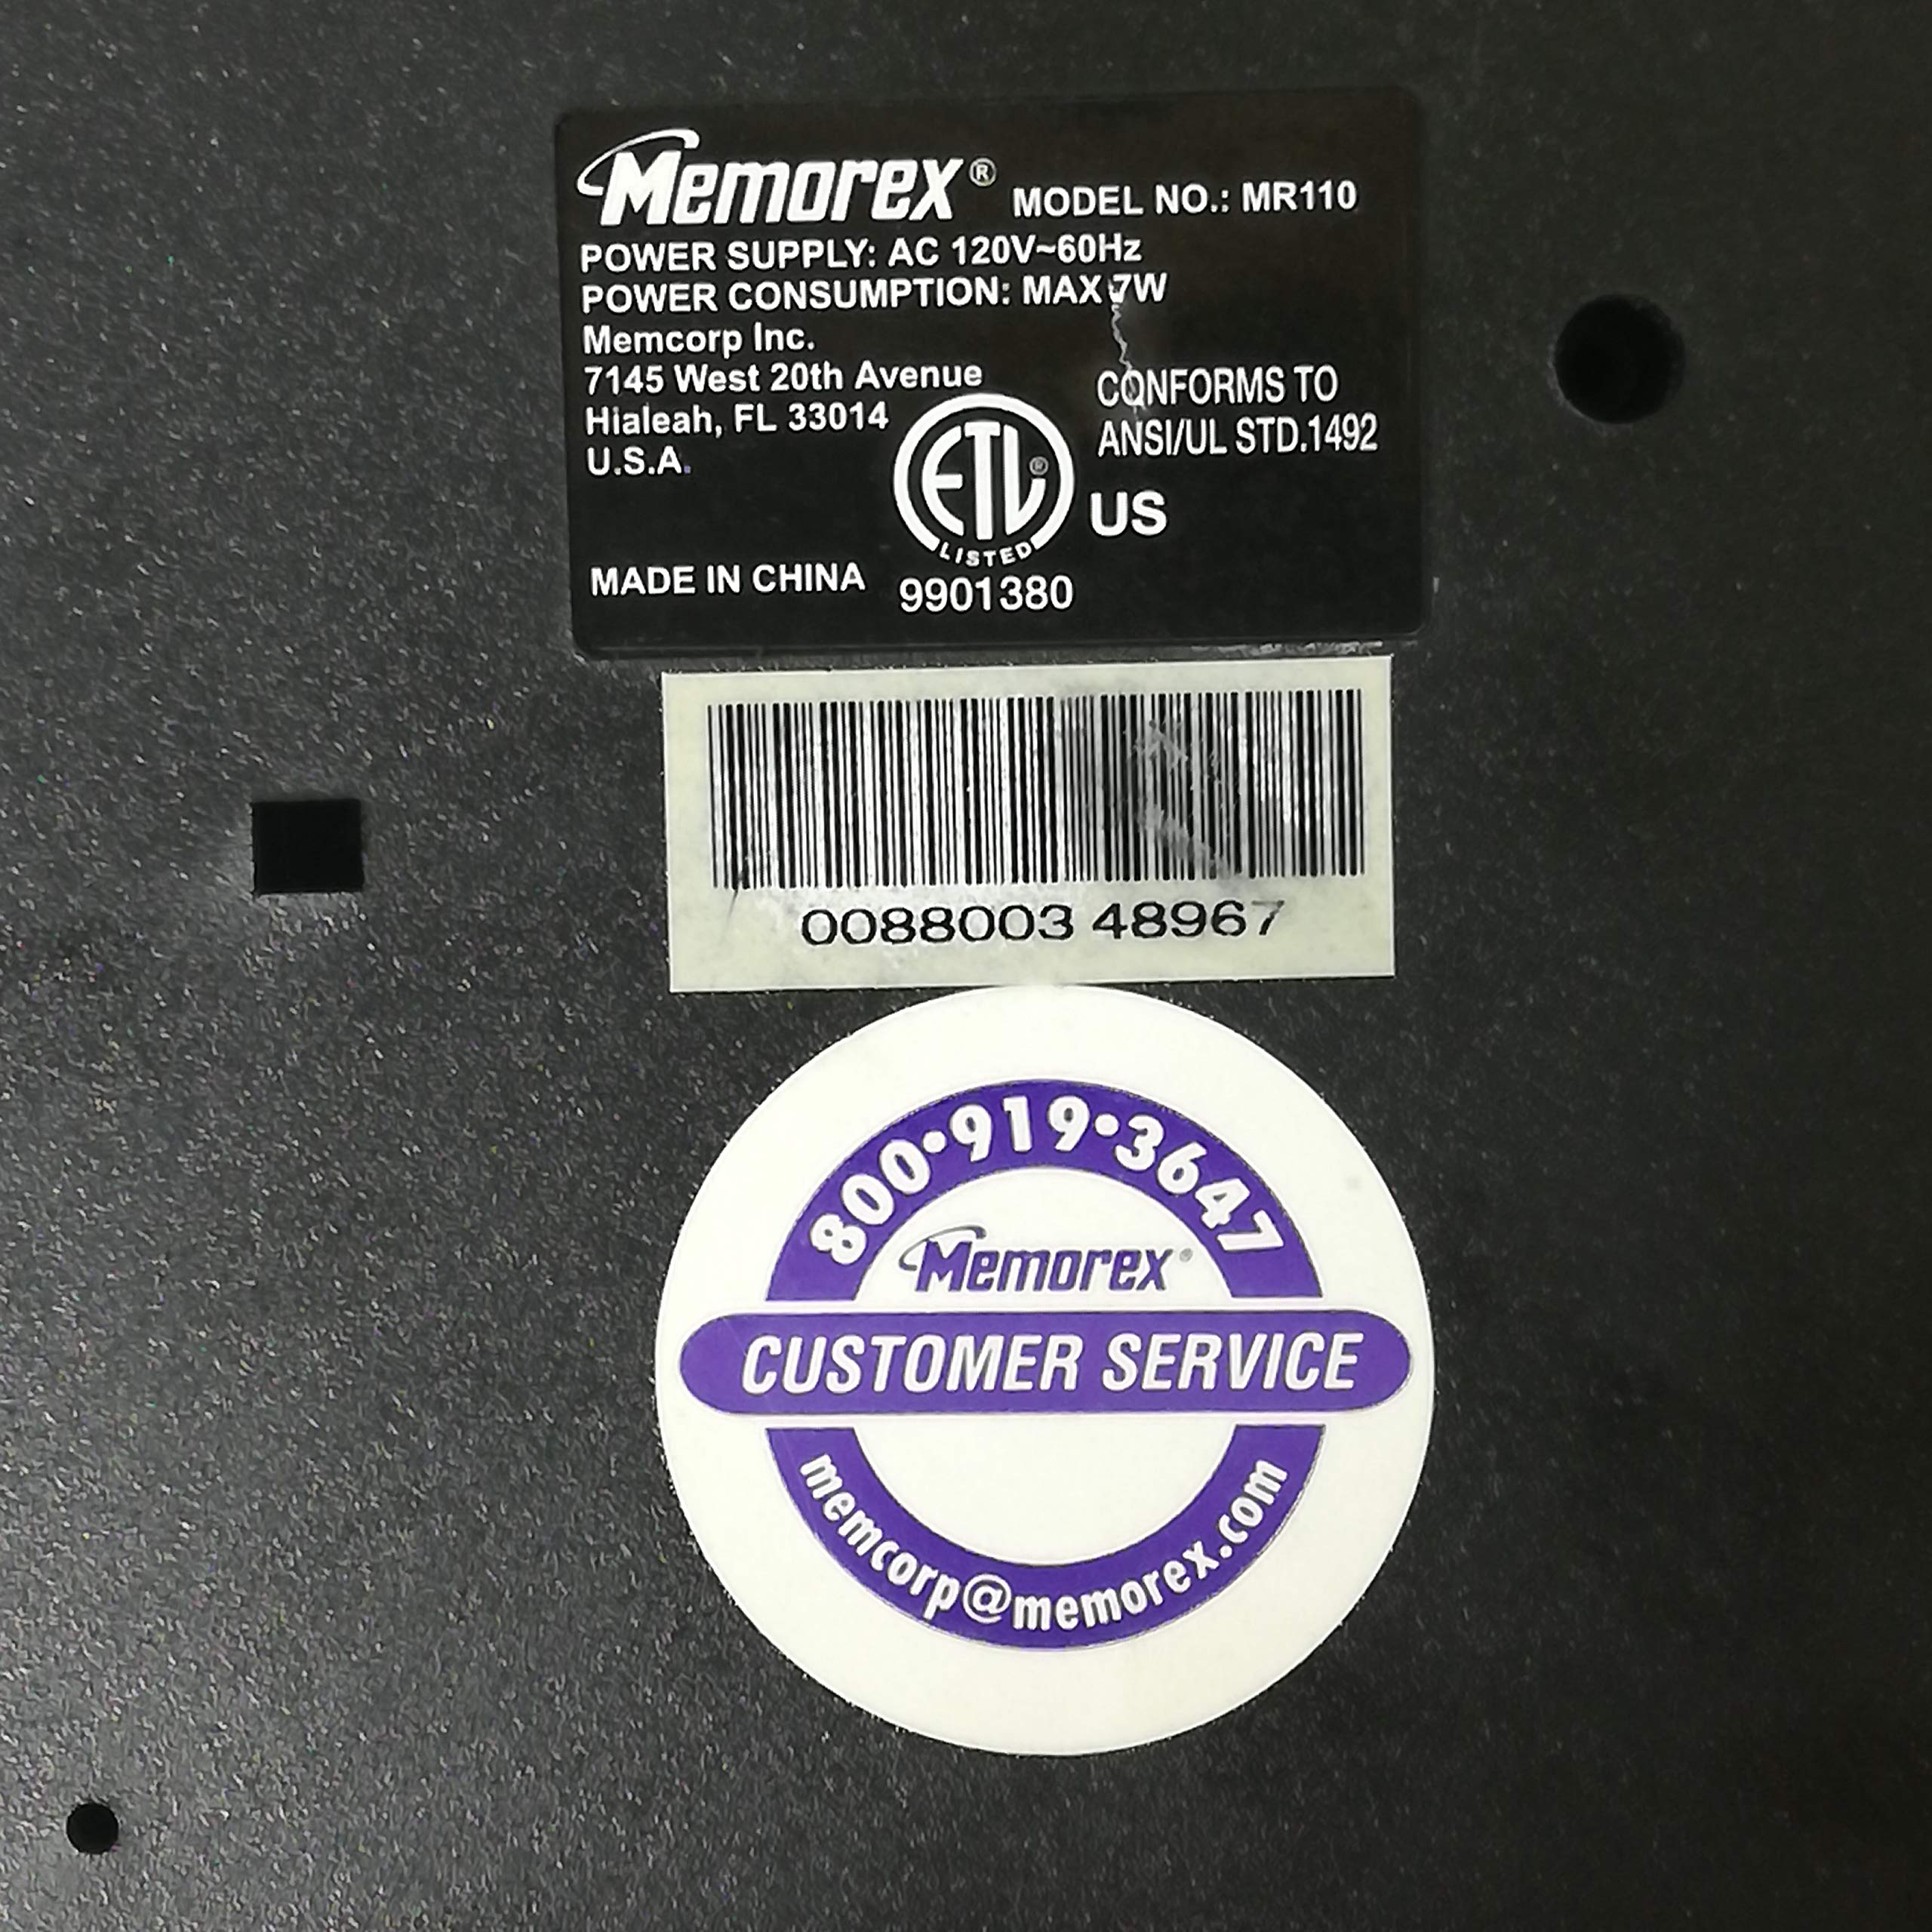 Memorex® MODEL NO.: MR110
POWER SUPPLY: AC 120V~60Hz
POWER CONSUMPTION: MAX 7W
Memcorp Inc.
7145 West 20th Avenue
Hialeah, FL 33014
U.S.A.
CONFORMS TO
ANSI/UL STD.1492
ETL®
LISTED
US
MADE IN CHINA
9901380
0088003 48967
800•919•3647
Memorex®
CUSTOMER SERVICE
memcorp@memorex.com